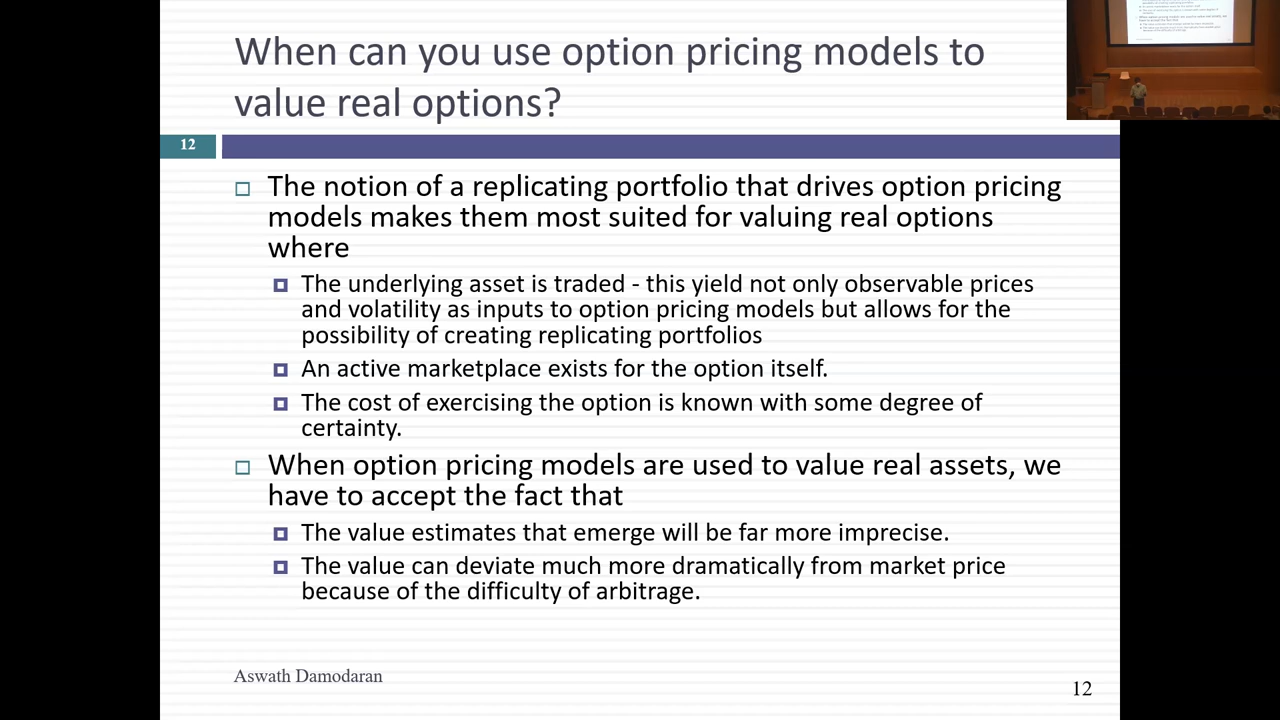 When can you use option pricing models to
value real options?
12
The notion of a replicating portfolio that drives option pricing
models makes them most suited for valuing real options
where
The underlying asset is traded - this yield not only observable prices
and volatility as inputs to option pricing models but allows for the
possibility of creating replicating portfolios
An active marketplace exists for the option itself.
The cost of exercising the option is known with some degree of
certainty.
When option pricing models are used to value real assets, we
have to accept the fact that
The value estimates that emerge will be far more imprecise.
The value can deviate much more dramatically from market price
because of the difficulty of arbitrage.
Aswath Damodaran
12